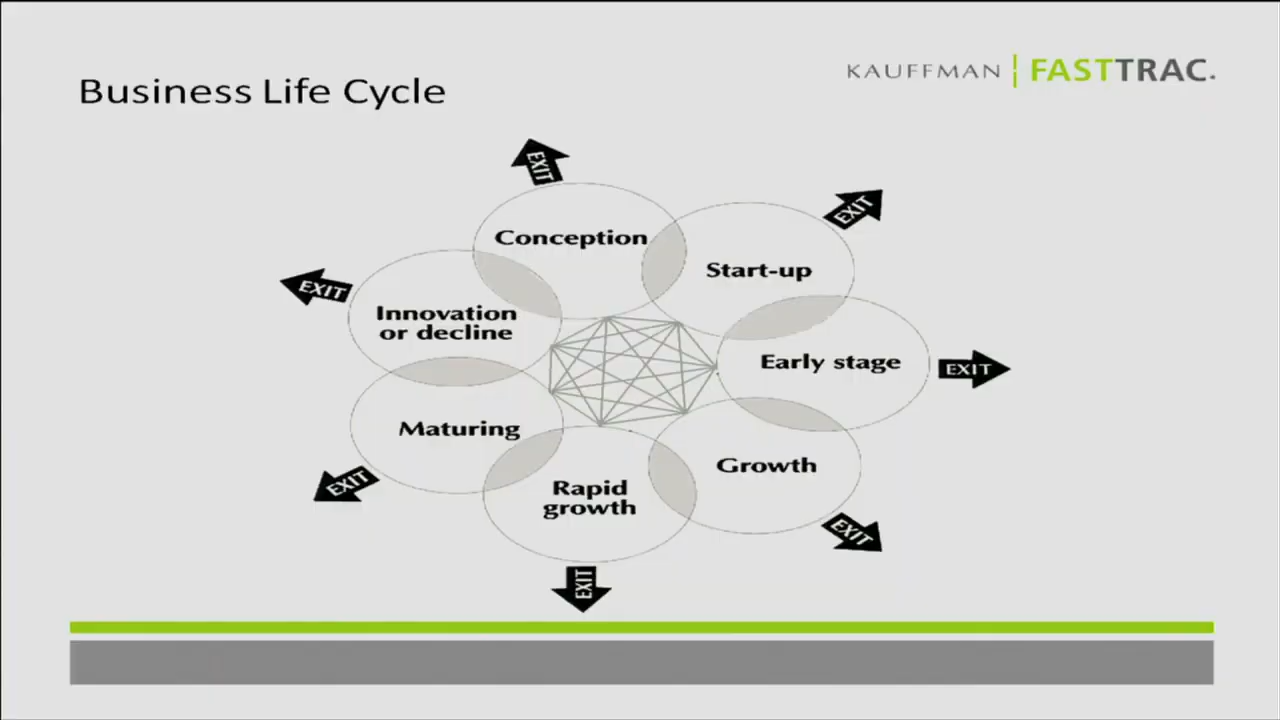 Business Life Cycle
KAUFFMAN | FASTTRAC.
EXIT
Conception
EXIT
Start-up
EXIT
Innovation
or decline
Early stage
EXIT
Maturing
EXIT
Growth
EXIT
Rapid
growth
EXIT